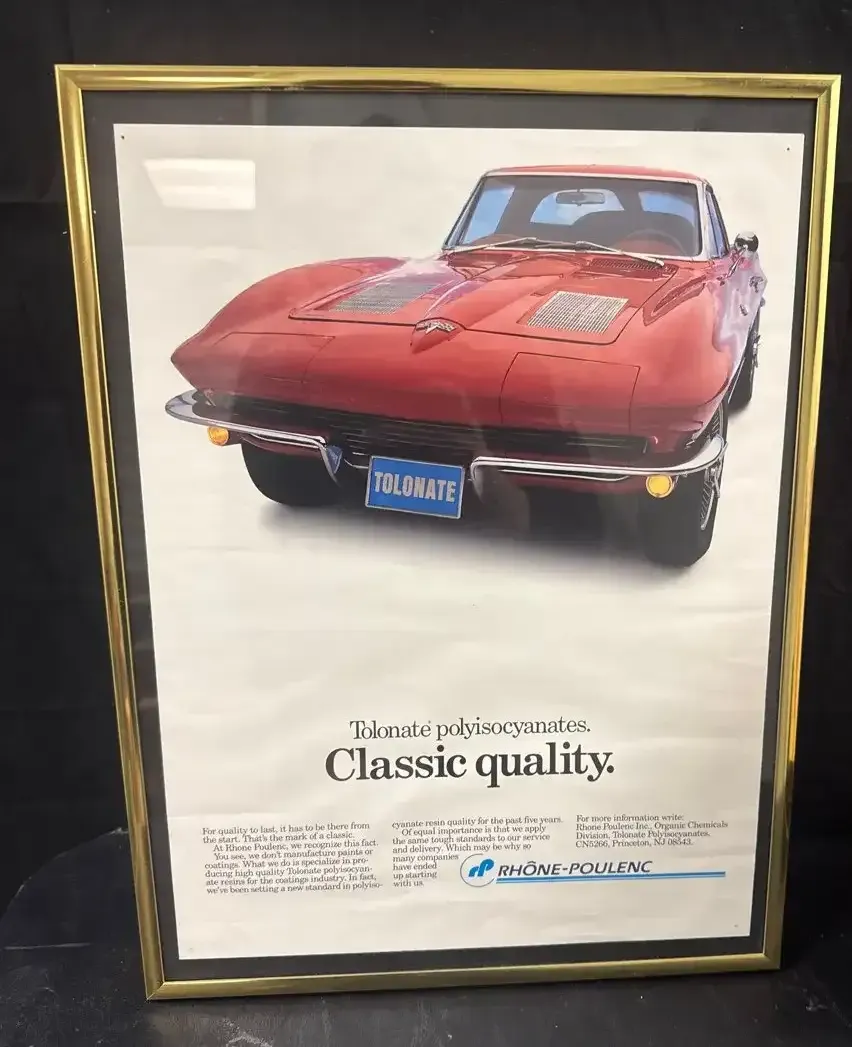 TOLONATE
Tolonate® polyisocyanates.
Classic quality.
For quality to last, it has to be there from
the start. That's the mark of a classic.
At Rhone Poulenc, we recognize this fact.
You see, we don't manufacture paints or
coatings. What we do is specialize in pro-
ducing high quality Tolonate polyisocyan-
ate resins for the coatings industry. In fact,
we've been setting a new standard in polyiso-
cyanate resin quality for the past five years.
Of equal importance is that we apply
the same tough standards to our service
and delivery. Which may be why so
many companies
have ended
up starting
with us.
For more information write:
Rhone Poulenc Inc., Organic Chemicals
Division, Tolonate Polyisocyanates,
CN5266, Princeton, NJ 08543.
RHÔNE-POULENC